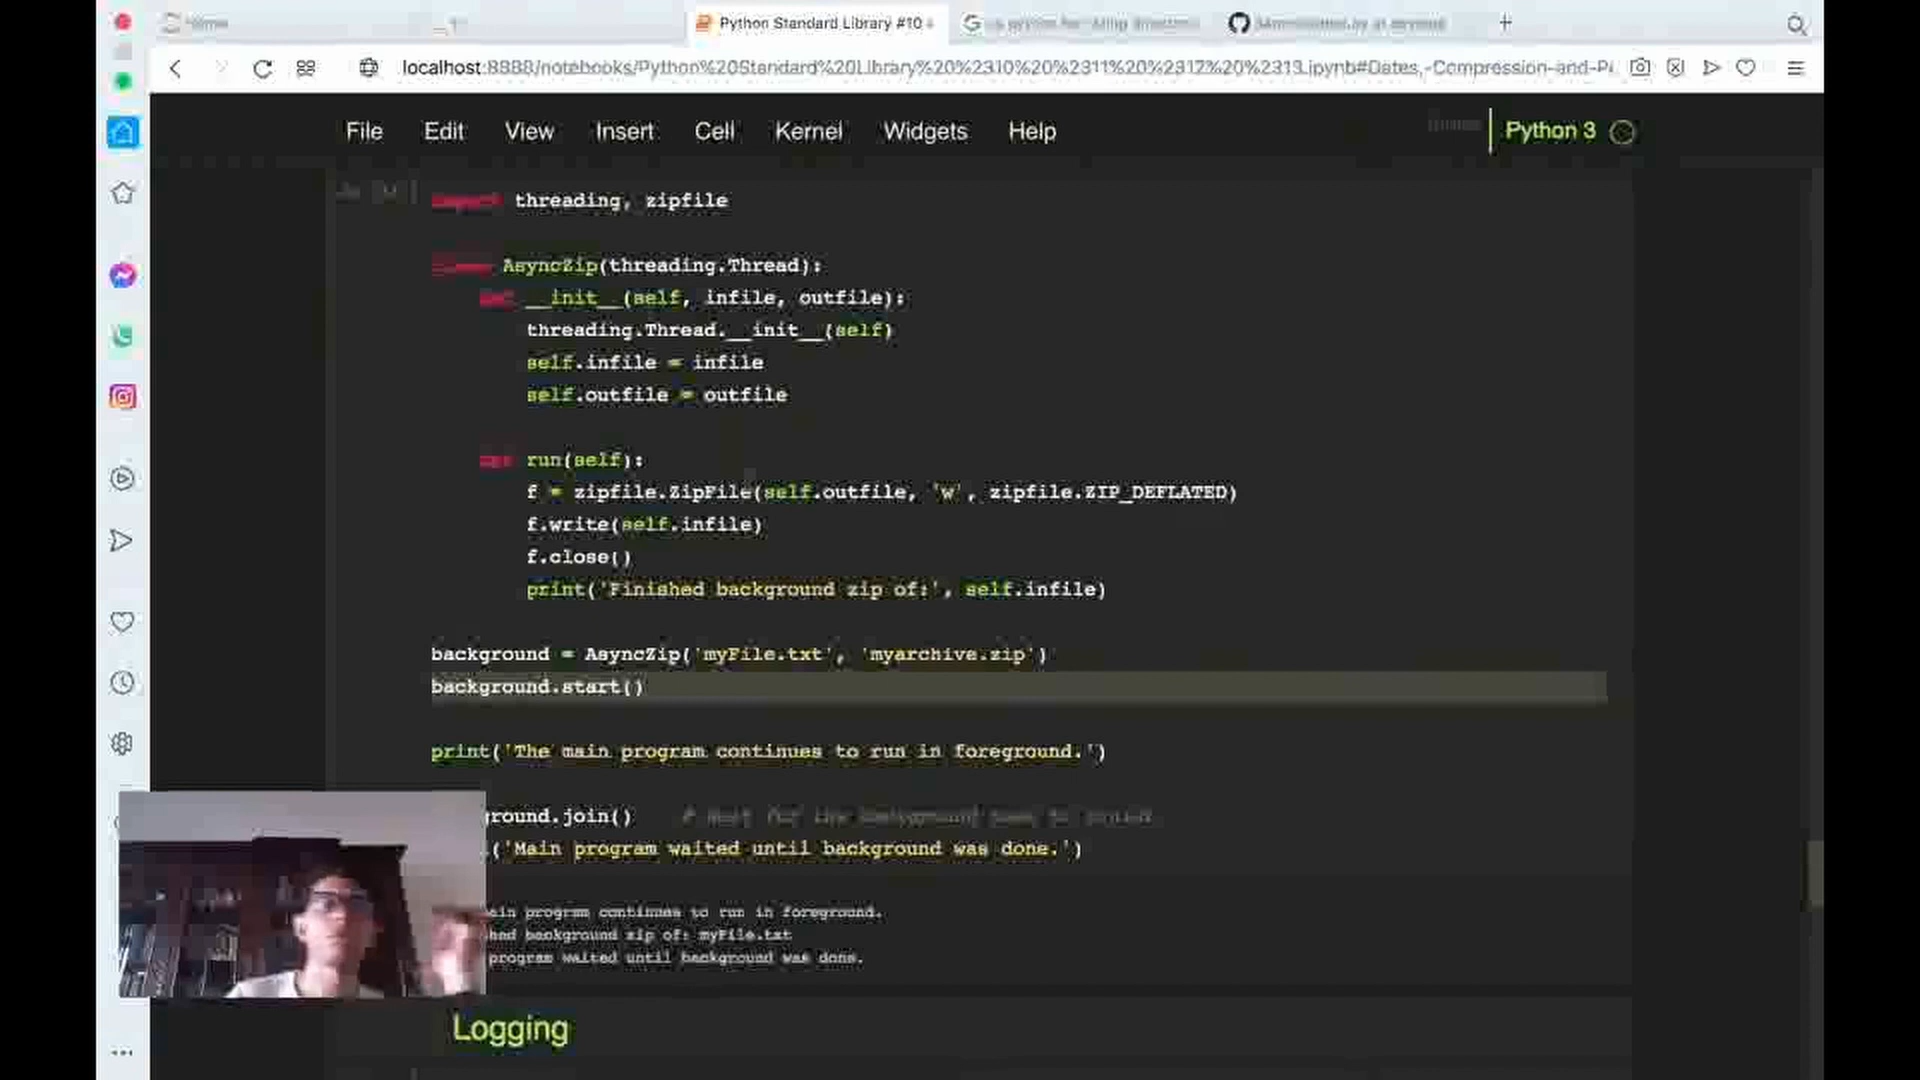 Python Standard Library #10
localhost:8888/notebooks/Python%20Standard%20Library%20%2310%20%2311%20%2312%20%2313.ipynb#Dates,-Compression-and-P
File Edit View Insert Cell Kernel Widgets Help
Python 3
import threading, zipfile
class AsyncZip(threading.Thread):
def __init__(self, infile, outfile):
threading.Thread.__init__(self)
self.infile = infile
self.outfile = outfile
def run(self):
f = zipfile.ZipFile(self.outfile, 'w', zipfile.ZIP_DEFLATED)
f.write(self.infile)
f.close()
print('Finished background zip of:', self.infile)
background = AsyncZip('myFile.txt', 'myarchive.zip')
background.start()
print('The main program continues to run in foreground.')
ground.join()
('Main program waited until background was done.')
ain program continues to run in foreground.
hed background zip of: myFile.txt
program waited until background was done.
Logging